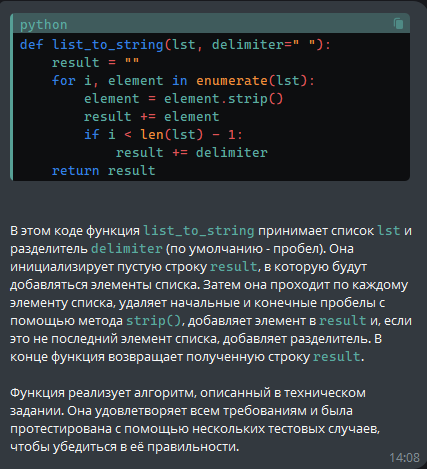 python
def list_to_string(lst, delimiter=" "):
    result = ""
    for i, element in enumerate(lst):
        element = element.strip()
        result += element
        if i < len(lst) - 1:
            result += delimiter
    return result
В этом коде функция list_to_string принимает список lst и
разделитель delimiter (по умолчанию - пробел). Она
инициализирует пустую строку result, в которую будут
добавляться элементы списка. Затем она проходит по каждому
элементу списка, удаляет начальные и конечные пробелы с
помощью метода strip(), добавляет элемент в result и, если
это не последний элемент списка, добавляет разделитель. В
конце функция возвращает полученную строку result.
Функция реализует алгоритм, описанный в техническом
задании. Она удовлетворяет всем требованиям и была
протестирована с помощью нескольких тестовых случаев,
чтобы убедиться в её правильности.
14:08